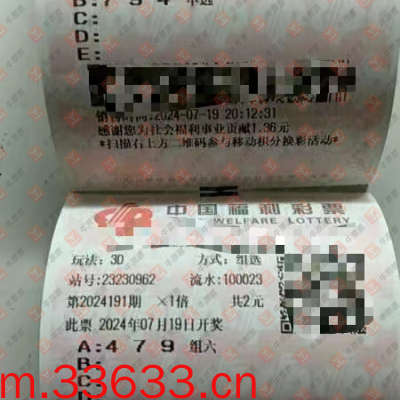 B:7 9 4 单选
C:
D:
E:
销售时间:2024-07-19 20:12:31
感谢您为社会福利事业贡献1.36元
*扫描右上方二维码参与移动积分换彩活动*
中国福利彩票
WELFARE LOTTERY
玩法:3D 方式:组选
站号:23230962 流水:100023
第2024191期 ×1倍 共2元
此票 2024年07月19日开奖
A:4 7 9 组六
B:
C:
D:
m.33633.cn